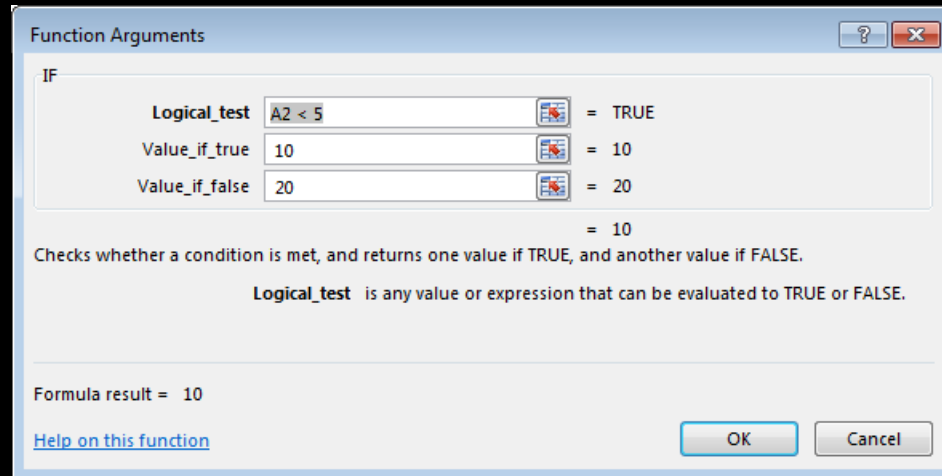 Function Arguments
?
IF
Logical_test A2 < 5 = TRUE
Value_if_true 10 = 10
Value_if_false 20 = 20
= 10
Checks whether a condition is met, and returns one value if TRUE, and another value if FALSE.
Logical_test is any value or expression that can be evaluated to TRUE or FALSE.
Formula result = 10
Help on this function OK Cancel